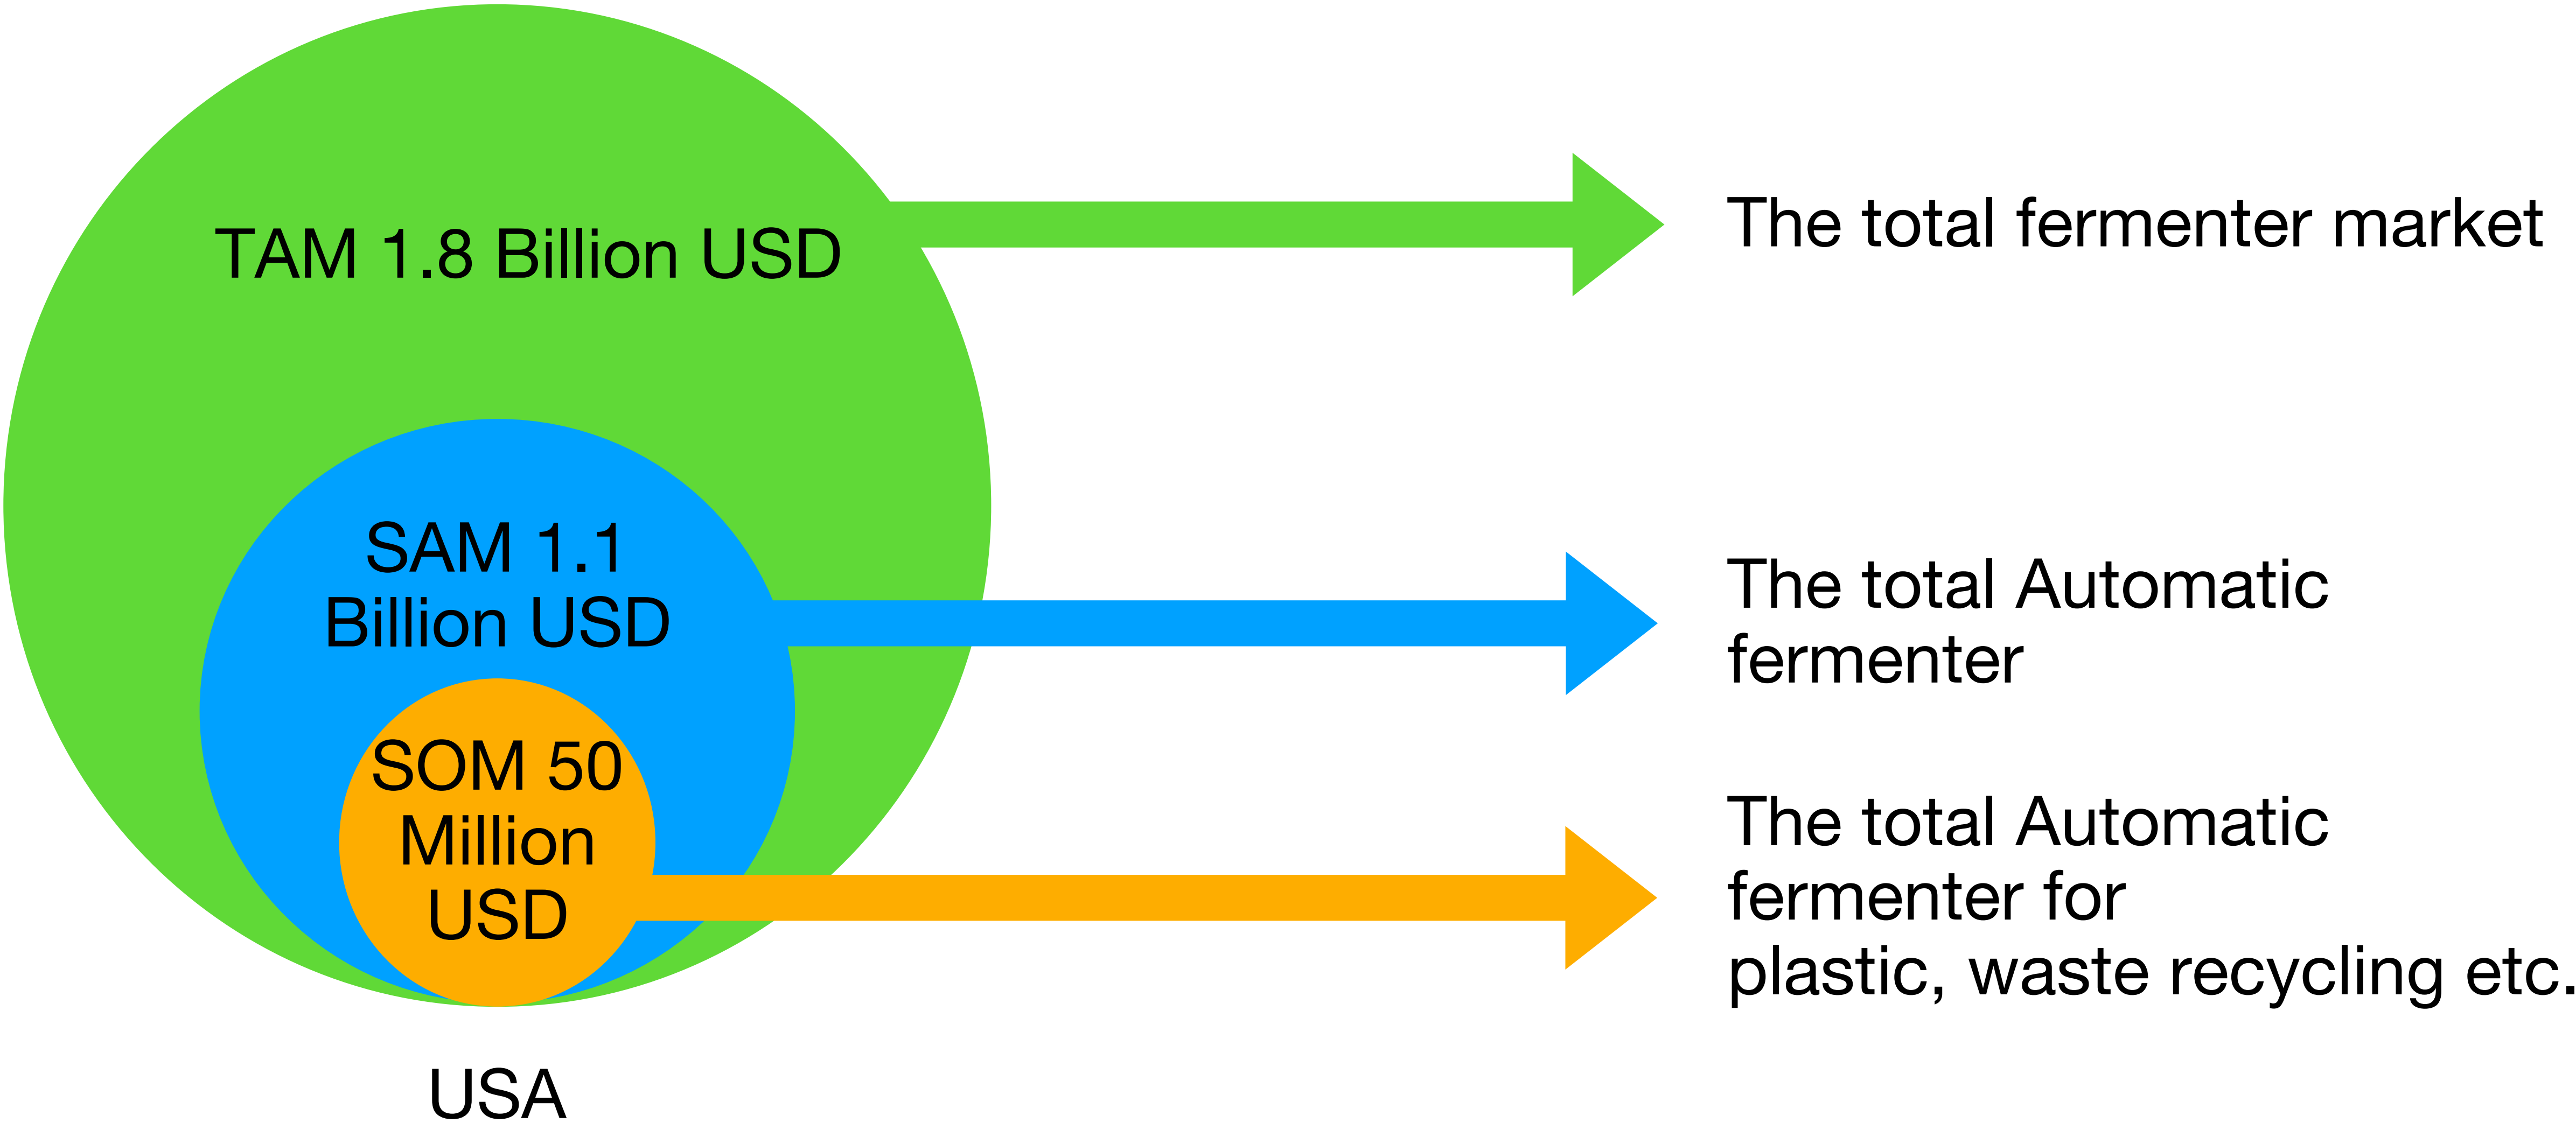 TAM 1.8 Billion USD
The total fermenter market
SAM 1.1
Billion USD
The total Automatic
fermenter
SOM 50
Million
USD
The total Automatic
fermenter for
plastic, waste recycling etc.
USA